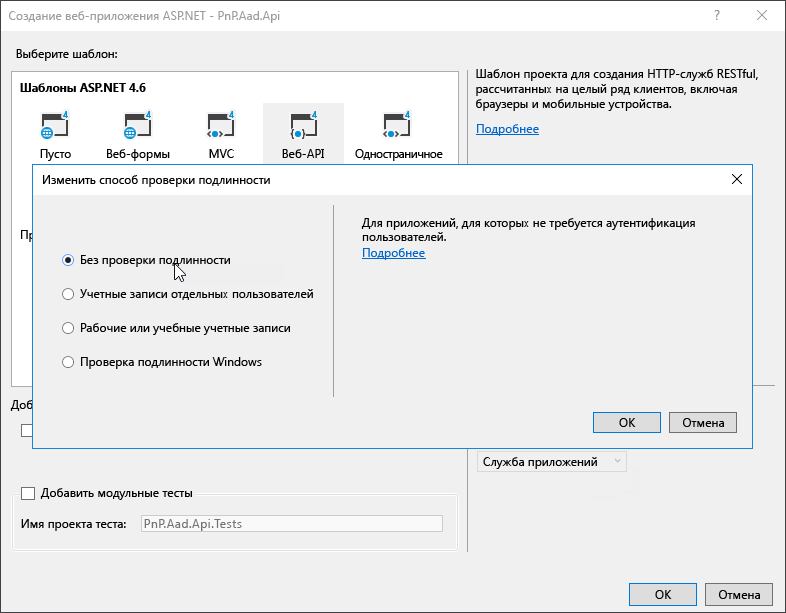 Создание веб-приложения ASP.NET - PnP.Aad.Api
Выберите шаблон:
Шаблоны ASP.NET 4.6
Пусто
Веб-формы
MVC
Веб-API
Одностраничное
Шаблон проекта для создания HTTP-служб RESTful,
рассчитанных на целый ряд клиентов, включая
браузеры и мобильные устройства.
Подробнее
Изменить способ проверки подлинности
Без проверки подлинности
Учетные записи отдельных пользователей
Рабочие или учебные учетные записи
Проверка подлинности Windows
Для приложений, для которых не требуется аутентификация
пользователей.
Подробнее
OK
Отмена
Служба приложений
Добавить модульные тесты
Имя проекта теста:
PnP.Aad.Api.Tests
OK
Отмена